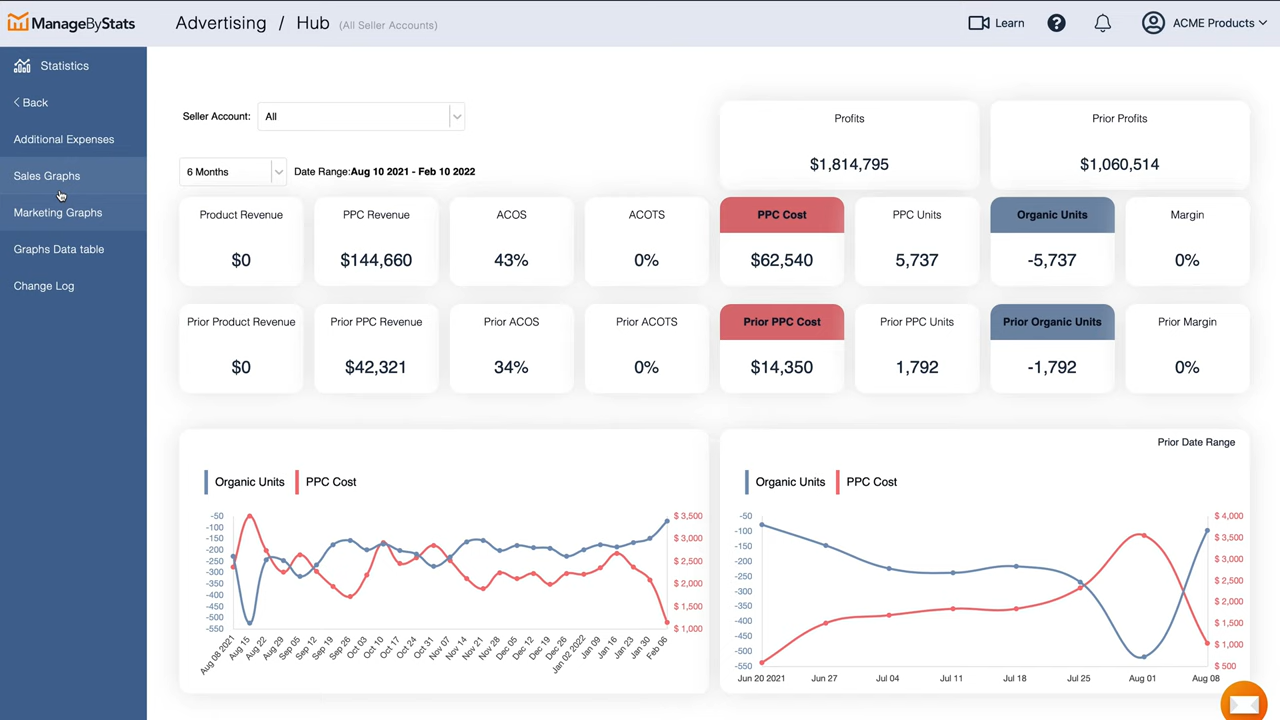 ManageByStats
Advertising / Hub (All Seller Accounts)
Learn
?
ACME Products
Statistics
Back
Additional Expenses
Sales Graphs
Marketing Graphs
Graphs Data table
Change Log
Seller Account: All
6 Months Date Range:Aug 10 2021 - Feb 10 2022
Profits Prior Profits
$1,814,795 $1,060,514
Product Revenue PPC Revenue ACOS ACOTS PPC Cost PPC Units Organic Units Margin
$0 $144,660 43% 0% $62,540 5,737 -5,737 0%
Prior Product Revenue Prior PPC Revenue Prior ACOS Prior ACOTS Prior PPC Cost Prior PPC Units Prior Organic Units Prior Margin
$0 $42,321 34% 0% $14,350 1,792 -1,792 0%
Organic Units PPC Cost
-50 $ 3,500
-100 $ 3,000
-150
-200 $ 2,500
-250
-300
-350 $ 2,000
-400
-450 $ 1,500
-500
-550 $ 1,000
Aug 08 2021 Aug 15 Aug 22 Aug 29 Sep 05 Sep 12 Sep 19 Sep 26 Oct 03 Oct 10 Oct 17 Oct 24 Oct 31 Nov 07 Nov 14 Nov 21 Nov 28 Dec 05 Dec 12 Dec 19 Dec 26 Jan 02 2022 Jan 09 Jan 16 Jan 23 Jan 30 Feb 06
Prior Date Range
Organic Units PPC Cost
-50 $ 4,000
-100 $ 3,500
-150
-200 $ 3,000
-250 $ 2,500
-300
-350 $ 2,000
-400
-450 $ 1,500
-500 $ 1,000
-550 $ 500
Jun 20 2021 Jun 27 Jul 04 Jul 11 Jul 18 Jul 25 Aug 01 Aug 08